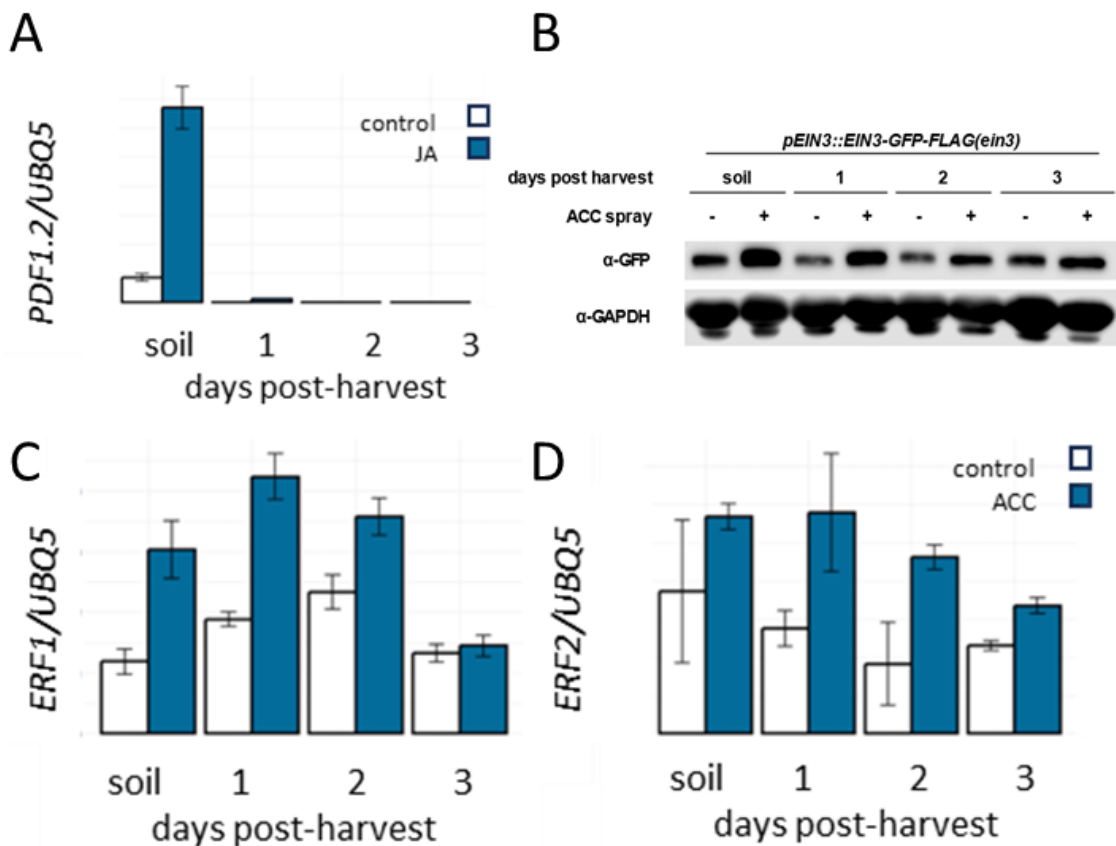 A
PDF1.2/UBQ5
control
JA
soil 1 2 3
days post-harvest
B
pEIN3::EIN3-GFP-FLAG(ein3)
days post harvest soil 1 2 3
ACC spray - + - + - + - +
α-GFP
α-GAPDH
C
ERF1/UBQ5
soil 1 2 3
days post-harvest
D
ERF2/UBQ5
control
ACC
soil 1 2 3
days post-harvest